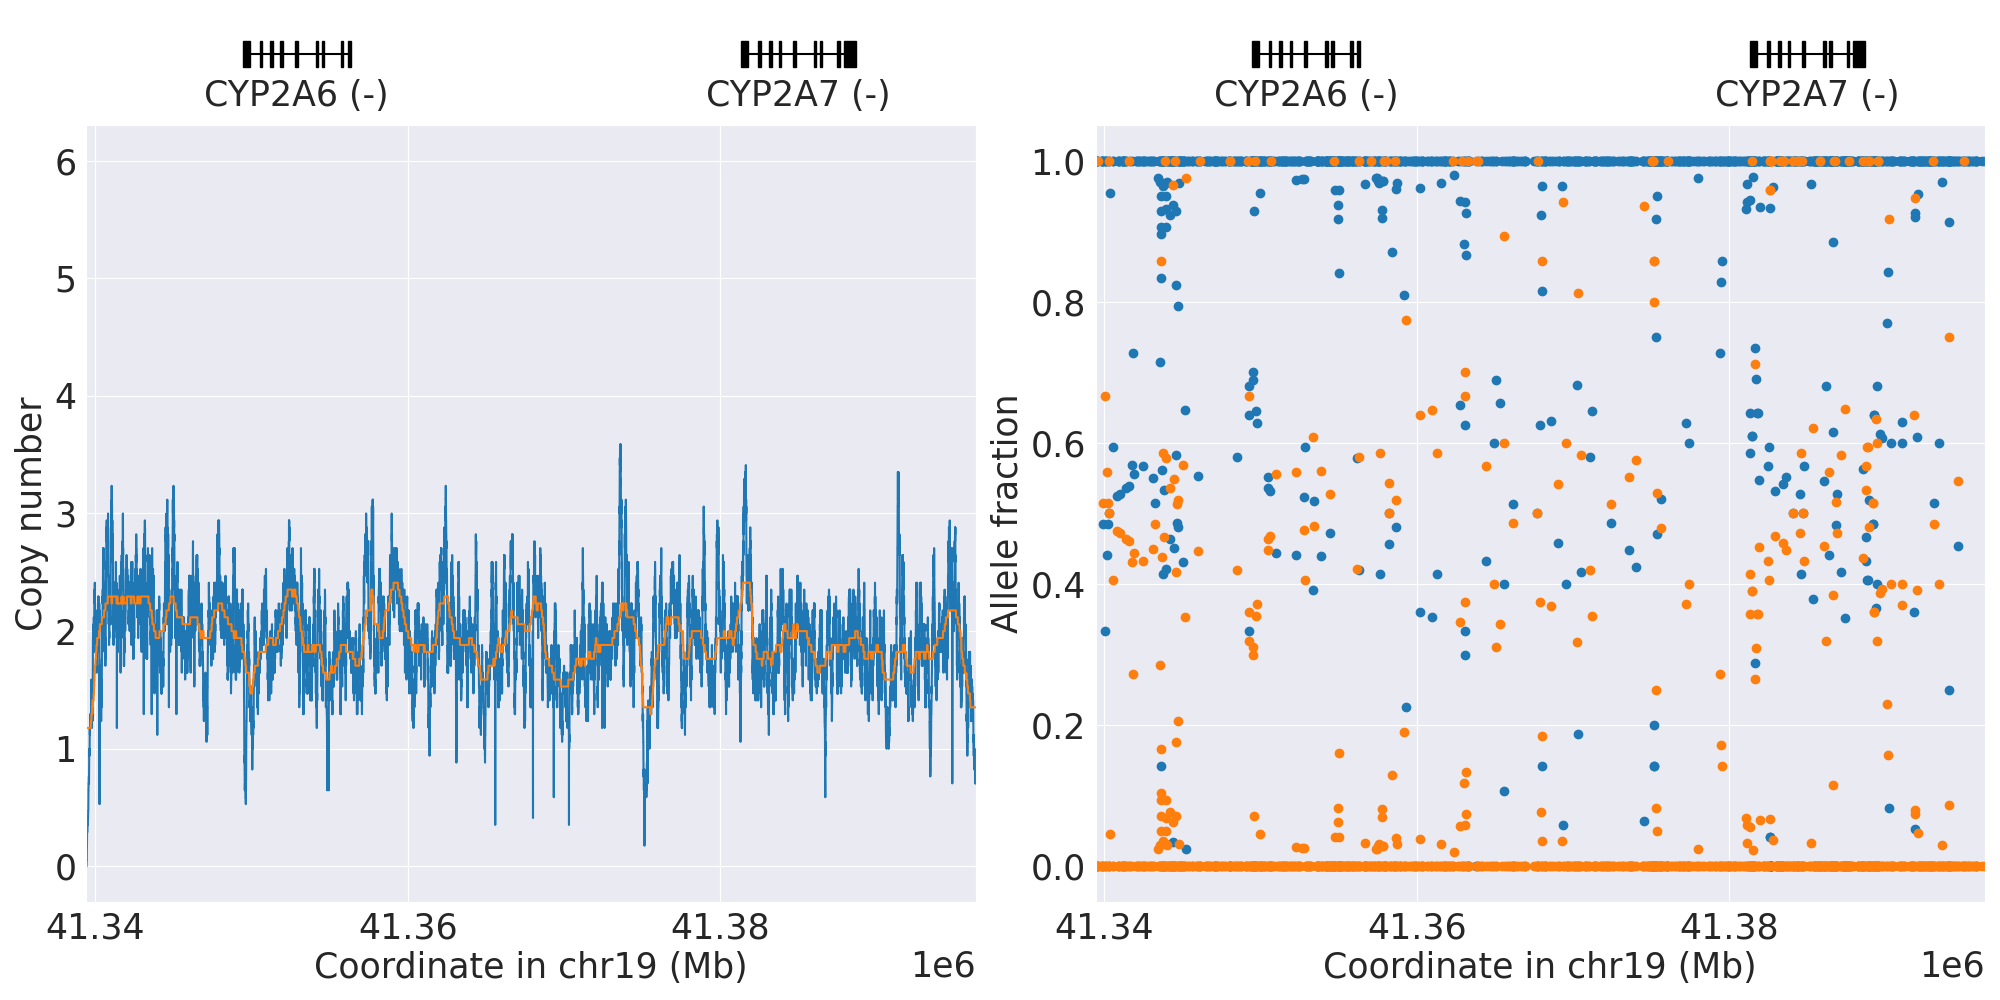 CYP2A6 (-)
CYP2A7 (-)
6
5
4
3
2
1
0
Copy number
41.34
41.36
41.38
Coordinate in chr19 (Mb)
1e6
CYP2A6 (-)
CYP2A7 (-)
1.0
0.8
0.6
0.4
0.2
0.0
Allele fraction
41.34
41.36
41.38
Coordinate in chr19 (Mb)
1e6